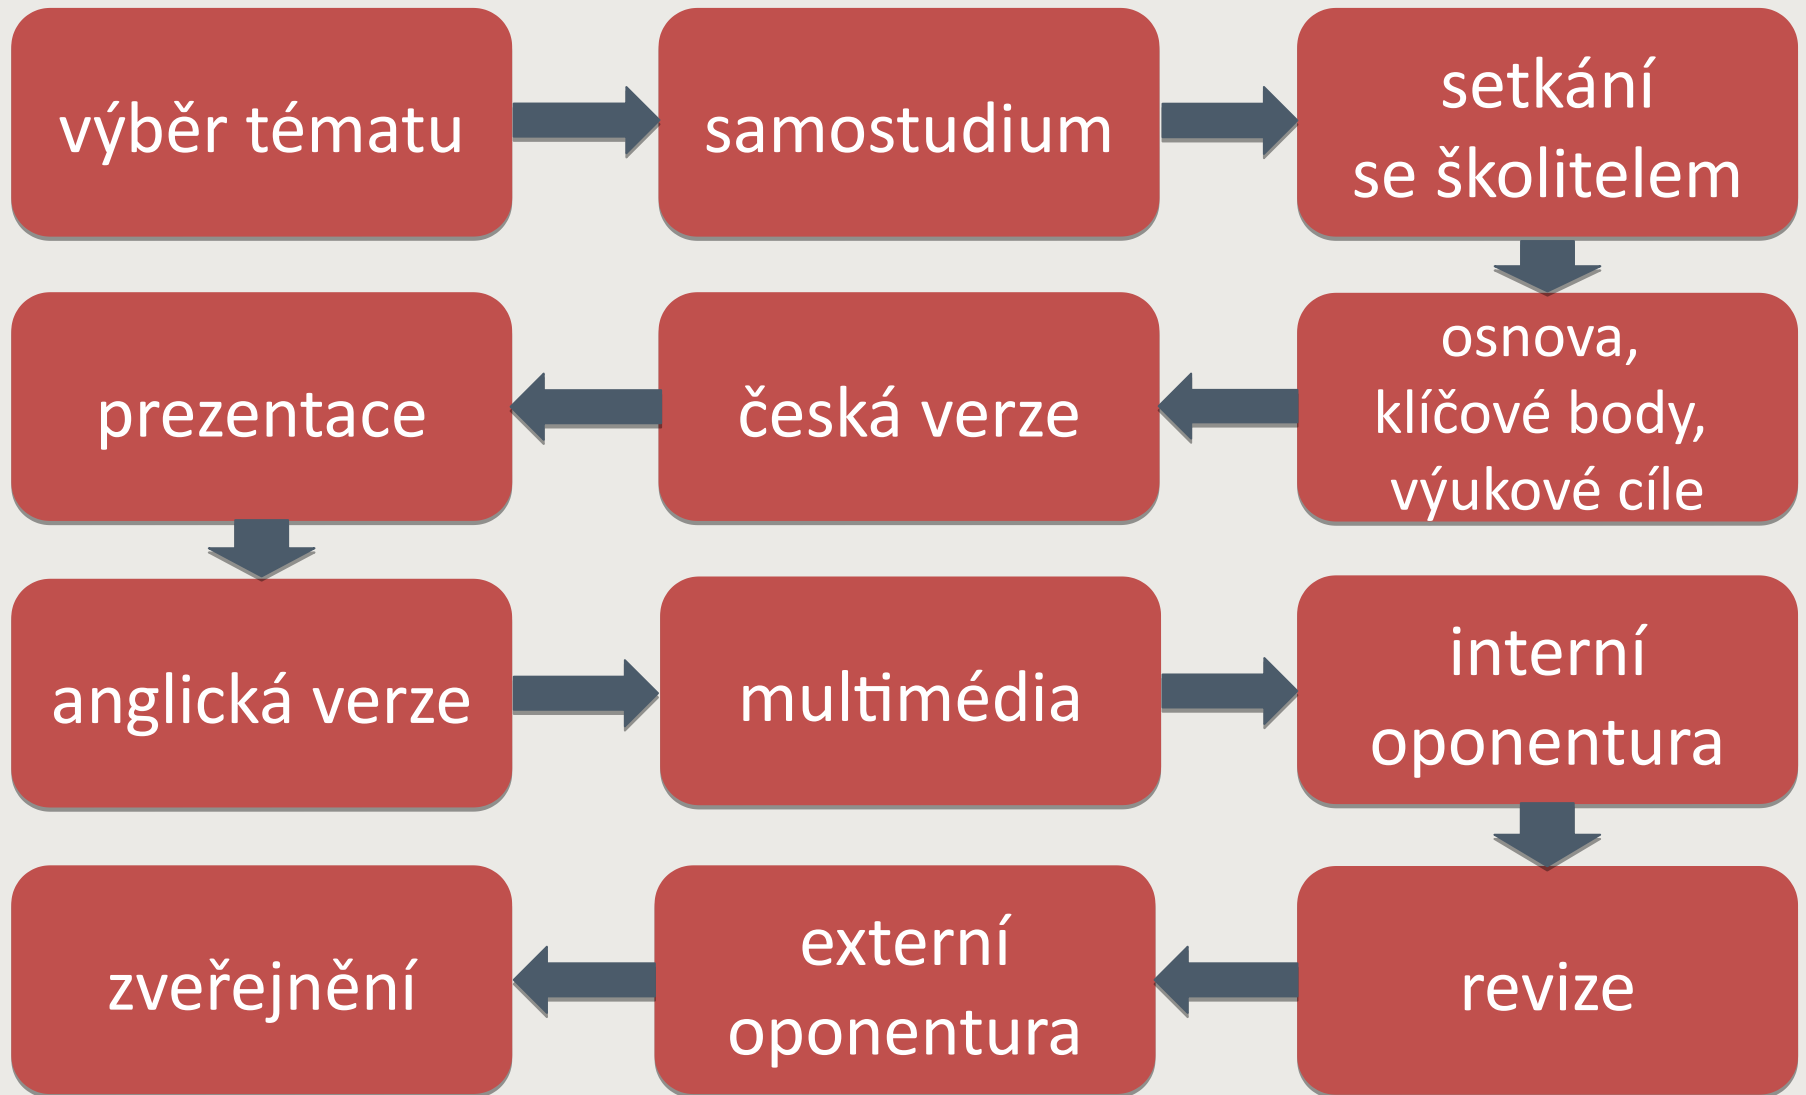 výběr tématu
samostudium
setkání
se školitelem
osnova,
klíčové body,
výukové cíle
česká verze
prezentace
anglická verze
multimédia
interní
oponentura
revize
externí
oponentura
zveřejnění